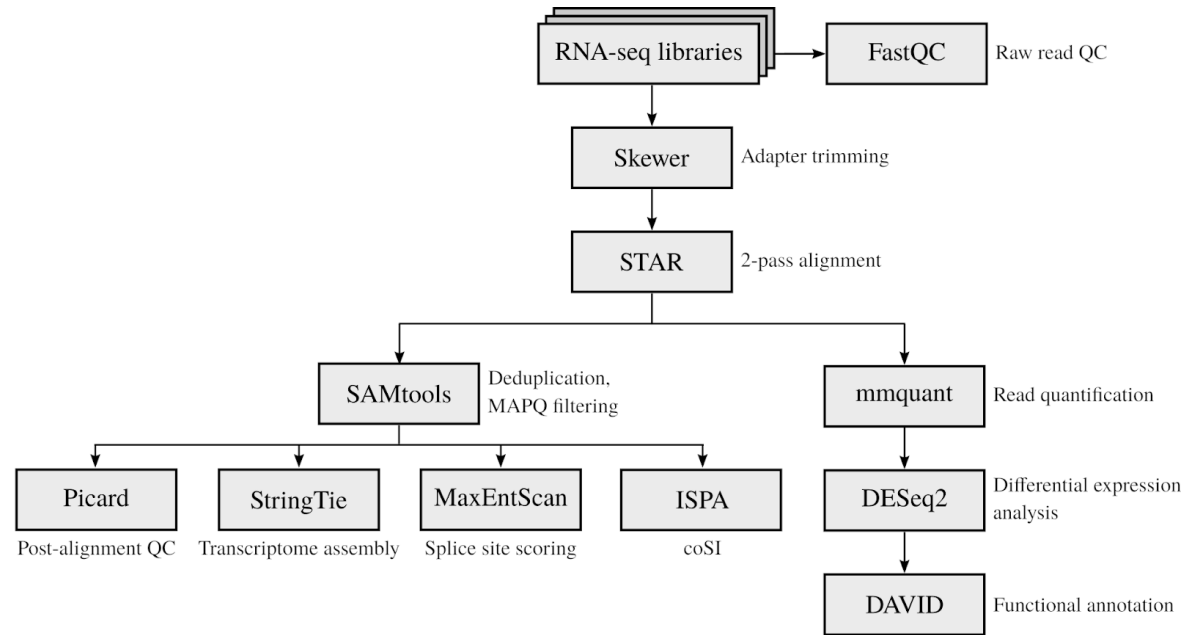 RNA-seq libraries
FastQC
Raw read QC
Skewer
Adapter trimming
STAR
2-pass alignment
SAMtools
Deduplication,
MAPQ filtering
mmquant
Read quantification
Picard
StringTie
MaxEntScan
ISPA
DESeq2
Differential expression
analysis
Post-alignment QC
Transcriptome assembly
Splice site scoring
coSI
DAVID
Functional annotation